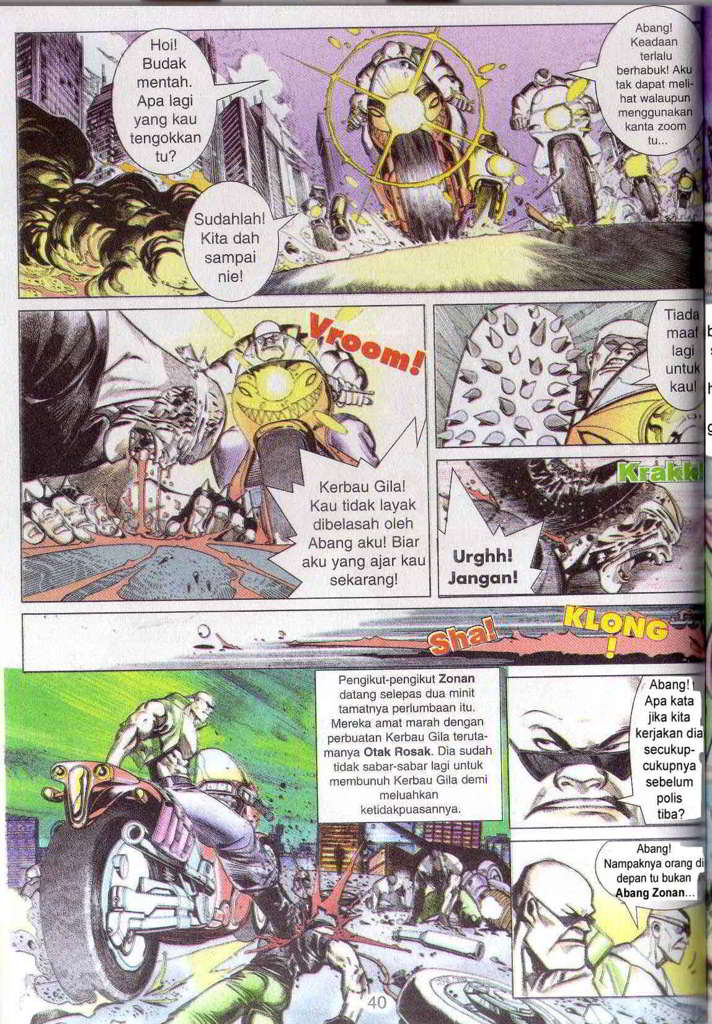 Hoi!
Budak
mentah.
Apa lagi
yang kau
tengokkan
tu?
Abang!
Keadaan
terlalu
berhabuk! Aku
tak dapat meli-
hat walaupun
menggunakan
kanta zoom
tu...
Sudahlah!
Kita dah
sampai
nie!
Vroom!
Kerbau Gila!
Kau tidak layak
dibelasah oleh
Abang aku! Biar
aku yang ajar kau
sekarang!
Tiada
maaf
lagi
untuk
kau!
Krakk!
Urghh!
Jangan!
Sha!
KLONG
!
Pengikut-pengikut Zonan
datang selepas dua minit
tamatnya perlumbaan itu.
Mereka amat marah dengan
perbuatan Kerbau Gila teruta-
manya Otak Rosak. Dia sudah
tidak sabar-sabar lagi untuk
membunuh Kerbau Gila demi
meluahkan
ketidakpuasannya.
Abang!
Apa kata
jika kita
kerjakan dia
secukup-
cukupnya
sebelum
polis
tiba?
Abang!
Nampaknya orang di
depan tu bukan
Abang Zonan...
40